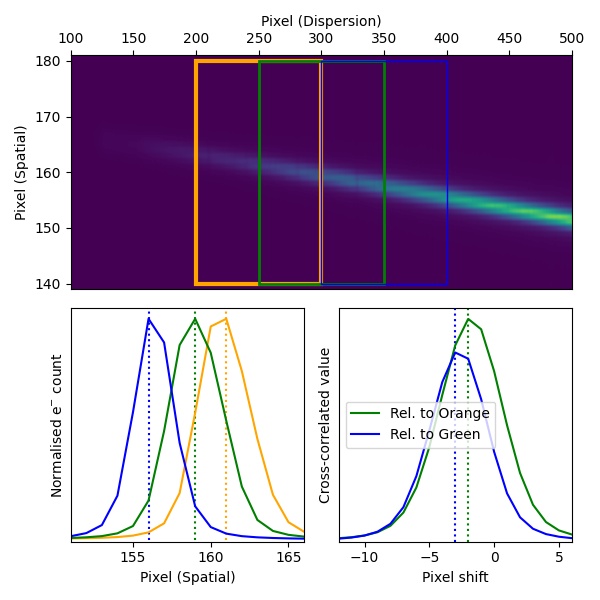 Pixel (Dispersion)
100 150 200 250 300 350 400 450 500
180
170
160
150
140
Pixel (Spatial)
Normalised e⁻ count
155 160 165
Pixel (Spatial)
Cross-correlated value
Rel. to Orange
Rel. to Green
−10 −5 0 5
Pixel shift